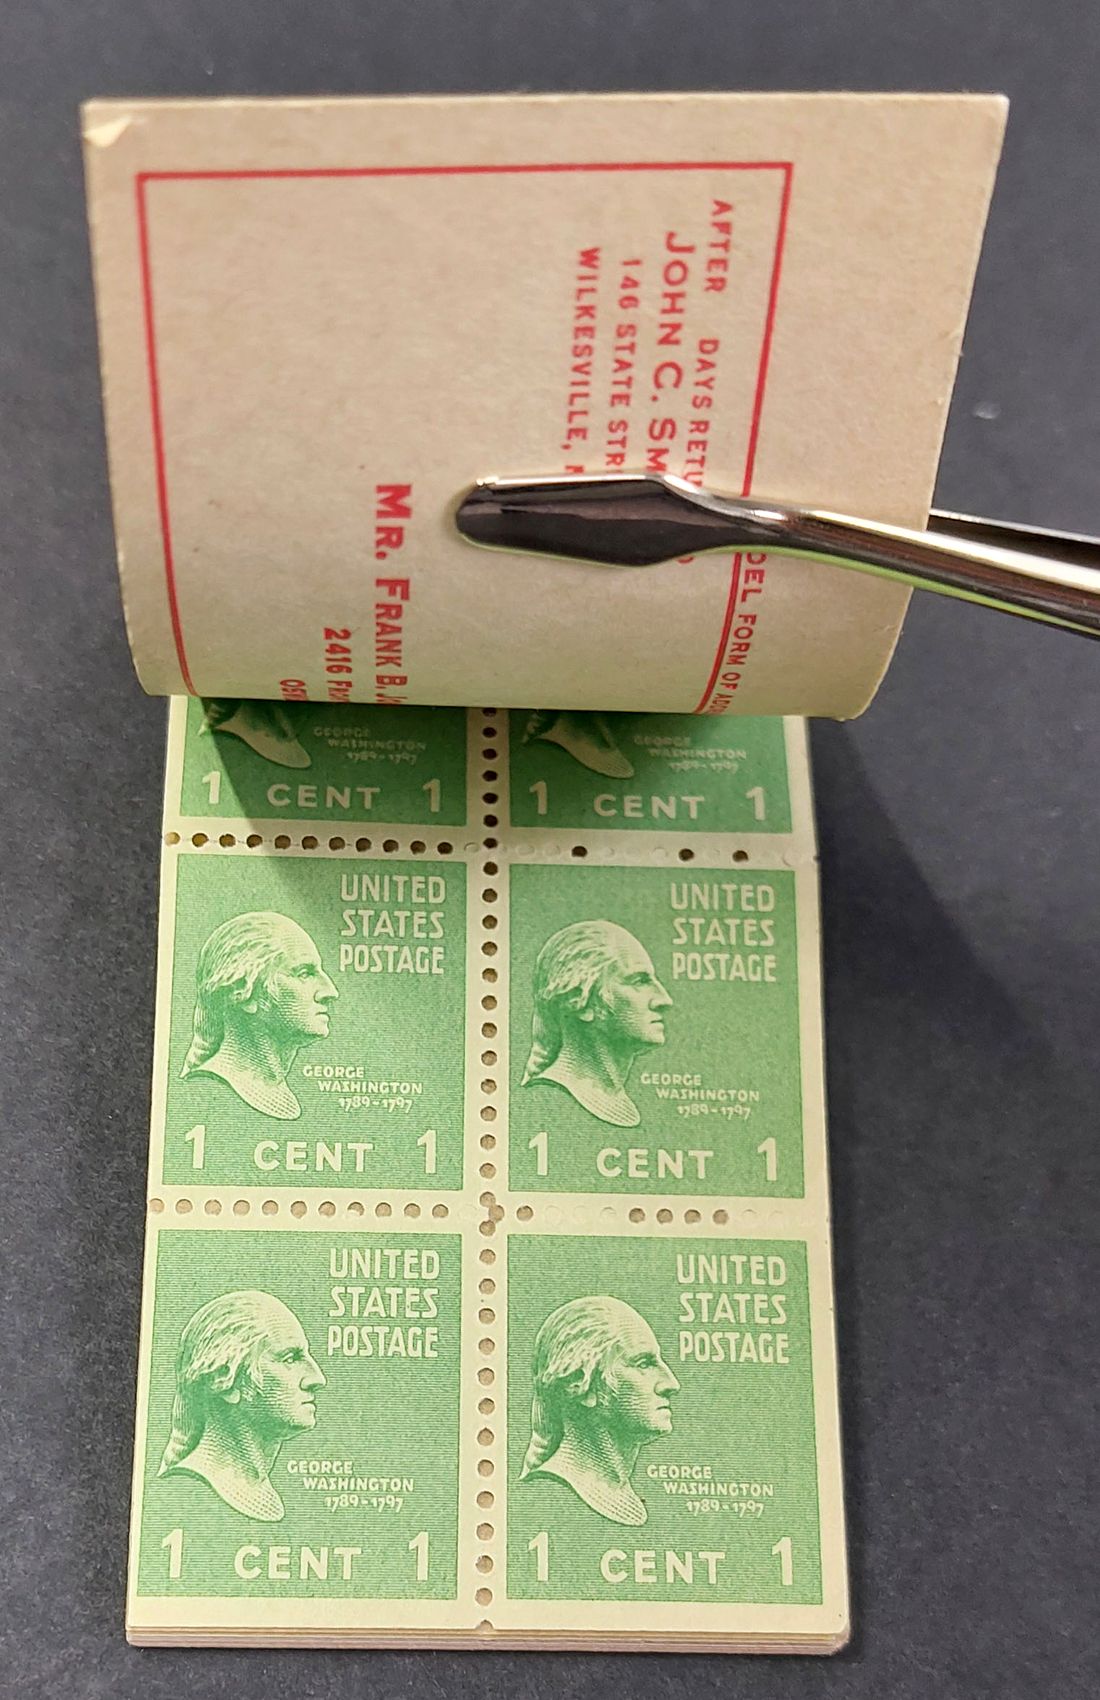 AFTER DAYS RETU
JOHN C. SM
146 STATE STR
WILKESVILLE,
DEL FORM OF
MR. FRANK B.
2416
GEORGE
WASHINGTON
1789-1797
1 CENT 1
GEORGE
WASHINGTON
1789-1797
1 CENT 1
UNITED
STATES
POSTAGE
GEORGE
WASHINGTON
1789-1797
1 CENT 1
UNITED
STATES
POSTAGE
GEORGE
WASHINGTON
1789-1797
1 CENT 1
UNITED
STATES
POSTAGE
GEORGE
WASHINGTON
1789-1797
1 CENT 1
UNITED
STATES
POSTAGE
GEORGE
WASHINGTON
1789-1797
1 CENT 1